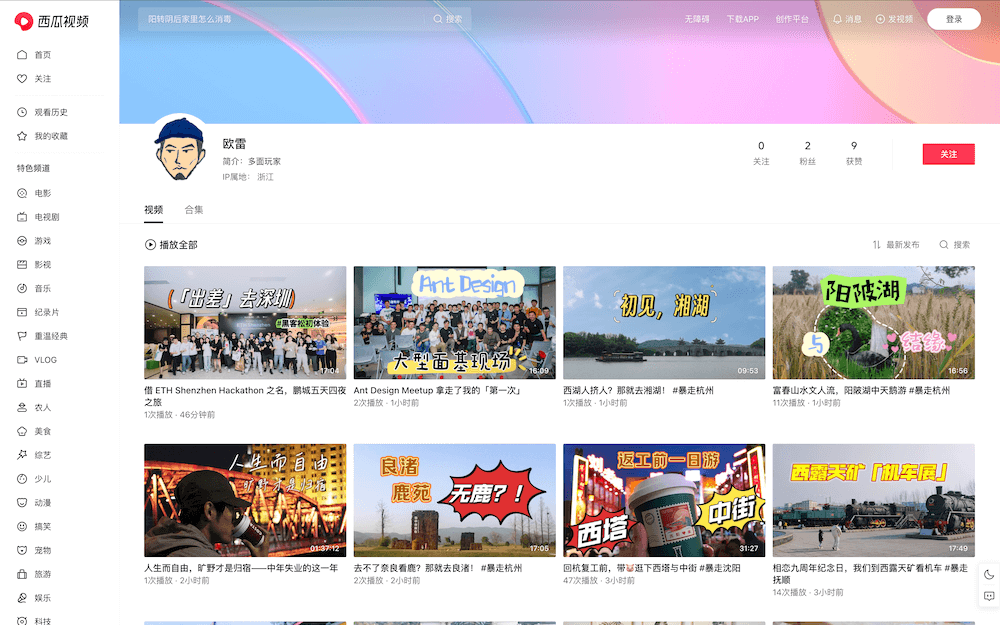 西瓜视频
阳转阴后家里怎么消毒
搜索
无障碍
下载APP
创作平台
消息
发视频
登录
首页
关注
观看历史
我的收藏
特色频道
电影
电视剧
游戏
影视
音乐
纪录片
重温经典
VLOG
直播
农人
美食
综艺
少儿
动漫
搞笑
宠物
旅游
娱乐
科技
欧雷
简介: 多面玩家
IP属地: 浙江
0
关注
2
粉丝
9
获赞
关注
视频
合集
播放全部
最新发布
搜索
「出差」去深圳
#黑客松初体验
17:04
借 ETH Shenzhen Hackathon 之名，鹏城五天四夜
之旅
1次播放 · 46分钟前
Ant Design
大型面基现场
16:09
Ant Design Meetup 拿走了我的「第一次」
2次播放 · 1小时前
初见，湘湖
09:53
西湖人挤人？那就去湘湖！ #暴走杭州
1次播放 · 1小时前
阳陂湖
与
结缘
16:56
富春山水文人流，阳陂湖中天鹅游 #暴走杭州
11次播放 · 1小时前
人生而自由
旷野才是归宿
01:37:12
人生而自由，旷野才是归宿——中年失业的这一年
1次播放 · 2小时前
良渚
鹿苑
无鹿？！
17:05
去不了奈良看鹿？那就去良渚！ #暴走杭州
2次播放 · 2小时前
返工前一日游
西塔
中街
31:27
回杭复工前，带🐱逛下西塔与中街 #暴走沈阳
47次播放 · 3小时前
西露天矿「机车展」
17:49
相恋九周年纪念日，我们到西露天矿看机车 #暴走
抚顺
14次播放 · 3小时前